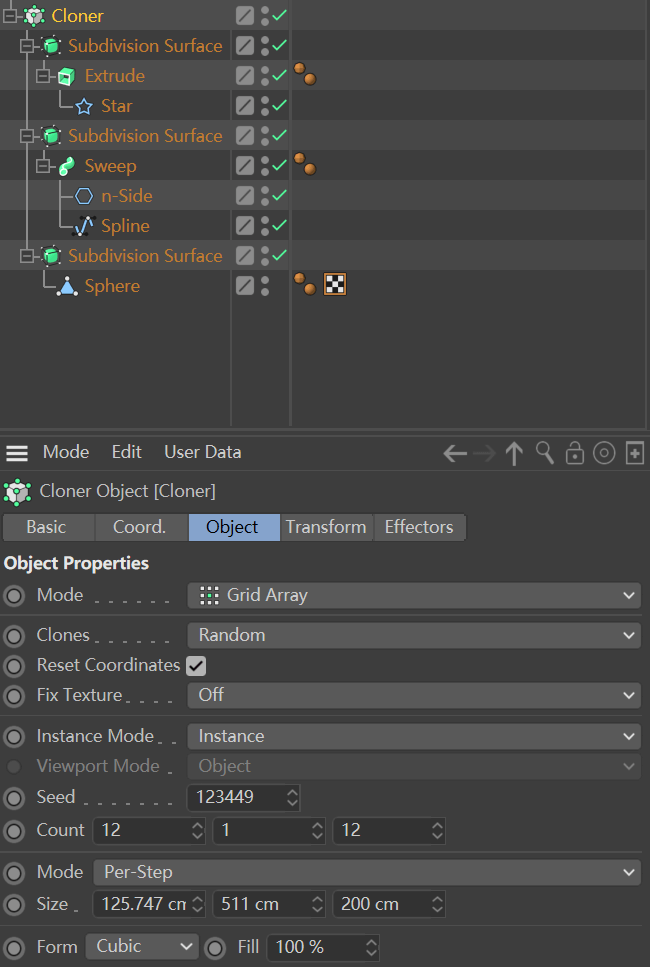 Cloner
Subdivision Surface
Extrude
Star
Subdivision Surface
Sweep
n-Side
Spline
Subdivision Surface
Sphere
Mode Edit User Data
Cloner Object [Cloner]
Basic Coord. Object Transform Effectors
Object Properties
Mode Grid Array
Clones Random
Reset Coordinates
Fix Texture Off
Instance Mode Instance
Viewport Mode Object
Seed 123449
Count 12 1 12
Mode Per-Step
Size 125.747 cm 511 cm 200 cm
Form Cubic Fill 100 %